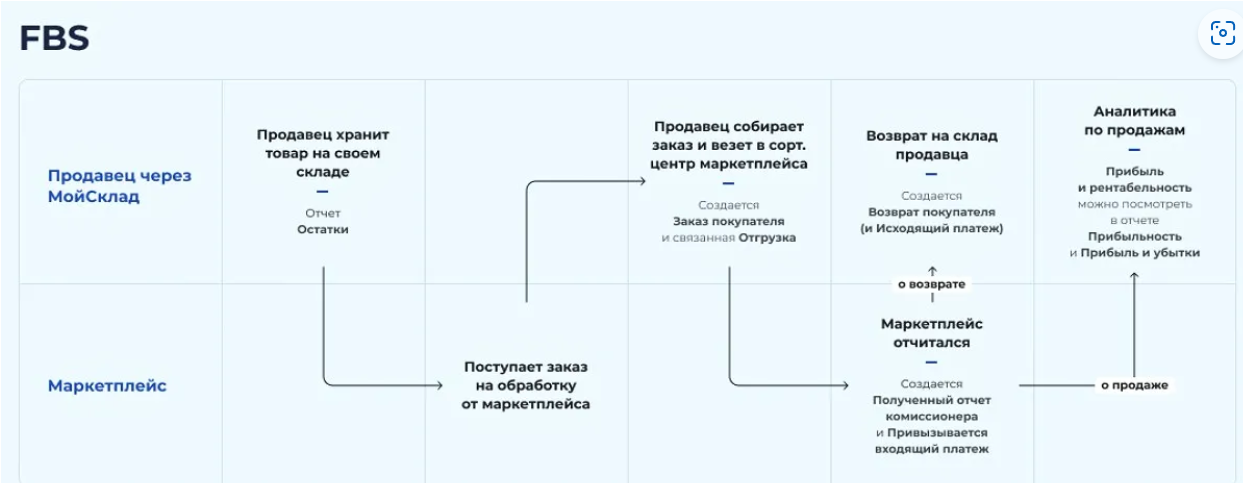 FBS
Продавец через
МойСклад
Продавец хранит
товар на своем
складе
Отчет
Остатки
Продавец собирает
заказ и везет в сорт.
центр маркетплейса
Создается
Заказ покупателя
и связанная Отгрузка
Возврат на склад
продавца
Создается
Возврат покупателя
(и Исходящий платеж)
Аналитика
по продажам
Прибыль
и рентабельность
можно посмотреть
в отчете
Прибыльность
и Прибыль и убытки
о возврате
Маркетплейс
Поступает заказ
на обработку
от маркетплейса
Маркетплейс
отчитался
Создается
Полученный отчет
комиссионера
и Привызывается
входящий платеж
о продаже